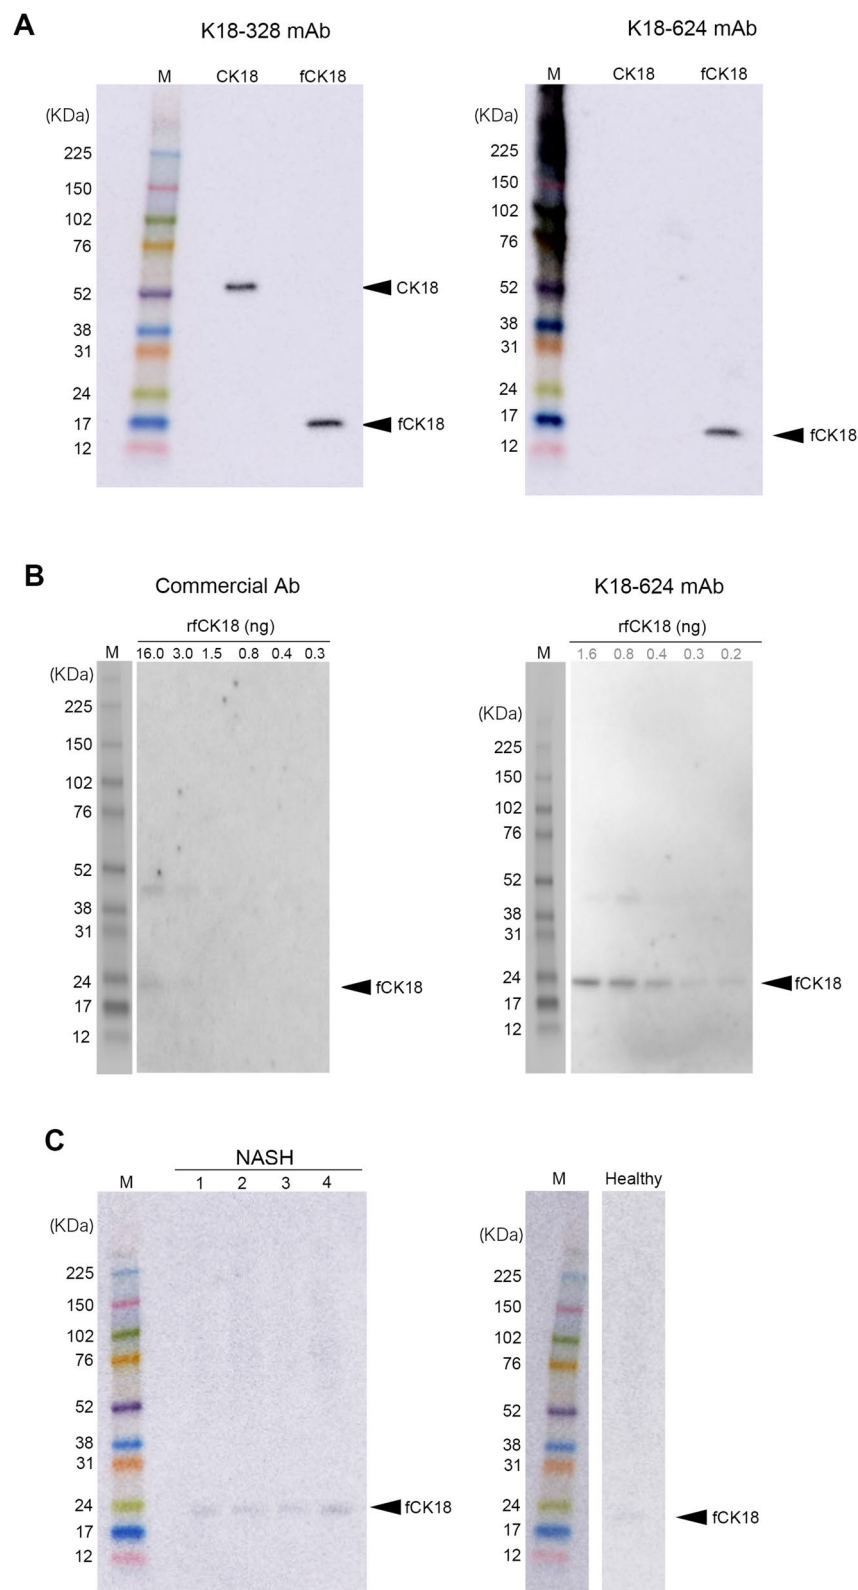 A
K18-328 mAb
M CK18 fCK18
(KDa)
225
150
102
76
52
38
31
24
17
12
CK18
fCK18
K18-624 mAb
M CK18 fCK18
(KDa)
225
150
102
76
52
38
31
24
17
12
fCK18
B
Commercial Ab
rfCK18 (ng)
M 16.0 3.0 1.5 0.8 0.4 0.3
(KDa)
225
150
102
76
52
38
31
24
17
12
fCK18
K18-624 mAb
rfCK18 (ng)
M 1.6 0.8 0.4 0.3 0.2
(KDa)
225
150
102
76
52
38
31
24
17
12
fCK18
C
NASH
M 1 2 3 4
(KDa)
225
150
102
76
52
38
31
24
17
12
fCK18
M Healthy
(KDa)
225
150
102
76
52
38
31
24
17
12
fCK18